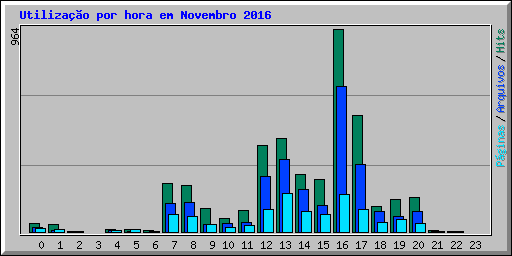 Utilização por hora em Novembro 2016
964
Páginas / Arquivos / Hits
0 1 2 3 4 5 6 7 8 9 10 11 12 13 14 15 16 17 18 19 20 21 22 23